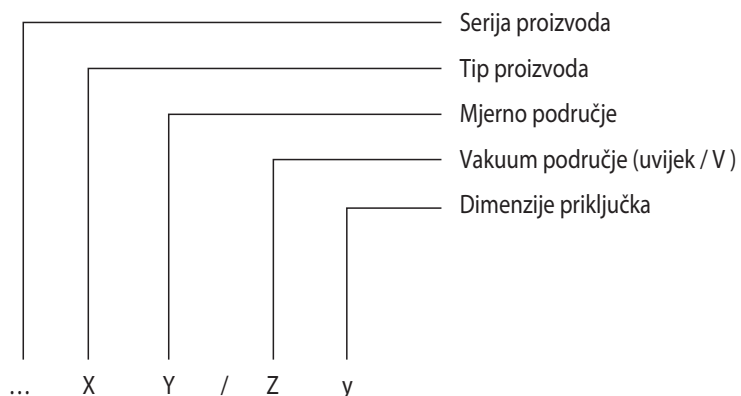 Serija proizvoda
Tip proizvoda
Mjerno područje
Vakuum područje (uvijek / V )
Dimenzije priključka
… X Y / Z y